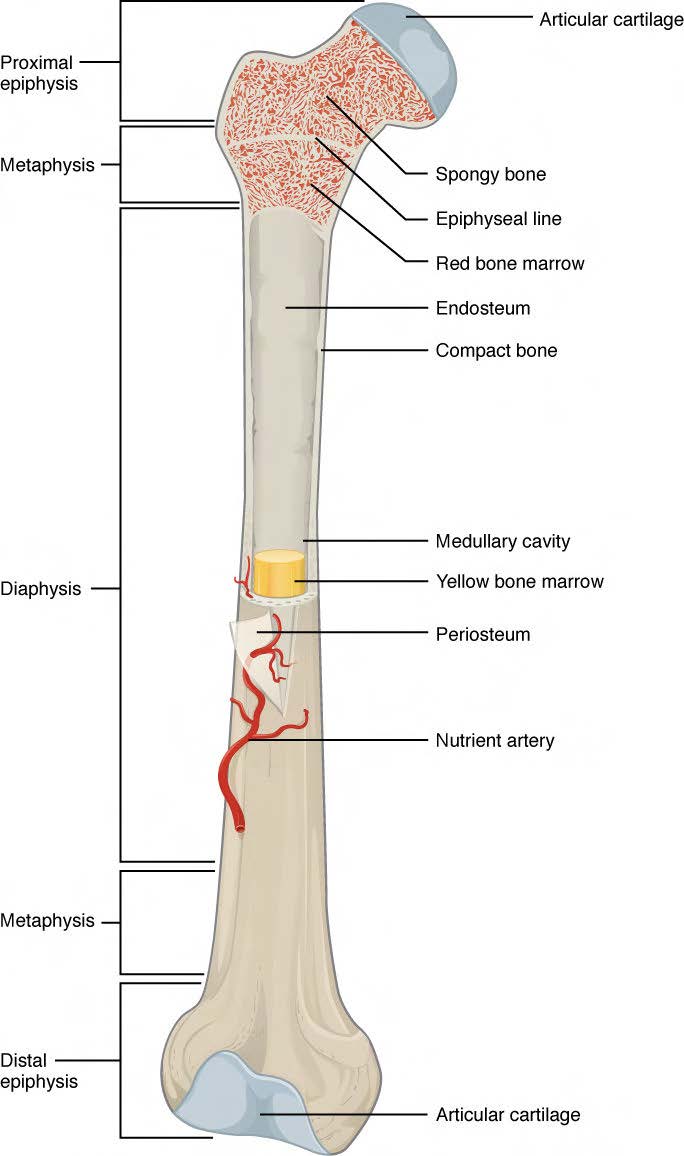 Articular cartilage
Proximal
epiphysis
Metaphysis
Spongy bone
Epiphyseal line
Red bone marrow
Endosteum
Compact bone
Medullary cavity
Diaphysis
Yellow bone marrow
Periosteum
Nutrient artery
Metaphysis
Distal
epiphysis
Articular cartilage